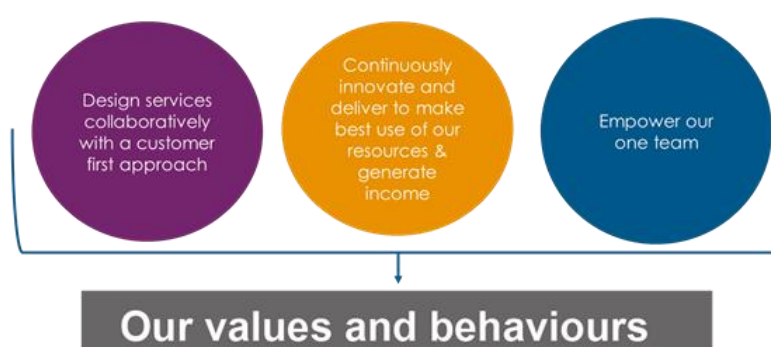 Design services
collaboratively
with a customer
first approach
Continuously
innovate and
deliver to make
best use of our
resources &
generate
income
Empower our
one team
Our values and behaviours